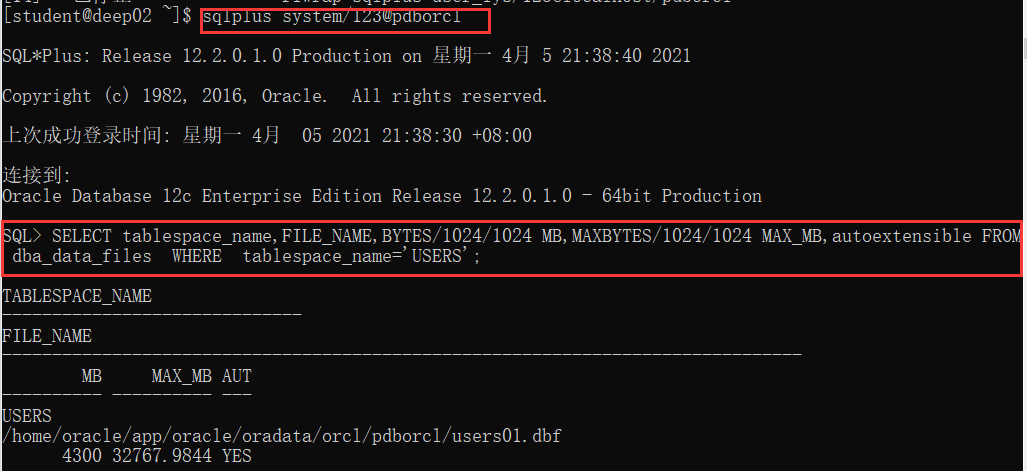 [student@deep02 ~]$ sqlplus system/123@pdborcl
SQL*Plus: Release 12.2.0.1.0 Production on 星期一 4月 5 21:38:40 2021
Copyright (c) 1982, 2016, Oracle.  All rights reserved.
上次成功登录时间: 星期一 4月  05 2021 21:38:30 +08:00
连接到:
Oracle Database 12c Enterprise Edition Release 12.2.0.1.0 - 64bit Production
SQL> SELECT tablespace_name,FILE_NAME,BYTES/1024/1024 MB,MAXBYTES/1024/1024 MAX_MB,autoextensible FROM
 dba_data_files  WHERE  tablespace_name='USERS';
TABLESPACE_NAME
------------------------------
FILE_NAME
--------------------------------------------------------------------------------
        MB     MAX_MB AUT
---------- ---------- ---
USERS
/home/oracle/app/oracle/oradata/orcl/pdborcl/users01.dbf
      4300 32767.9844 YES